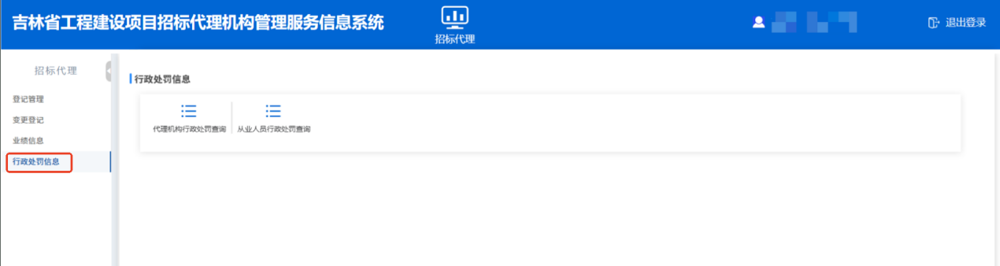 吉林省工程建设项目招标代理机构管理服务信息系统
招标代理
退出登录
招标代理
登记管理
变更登记
业绩信息
行政处罚信息
行政处罚信息
代理机构行政处罚查询
从业人员行政处罚查询